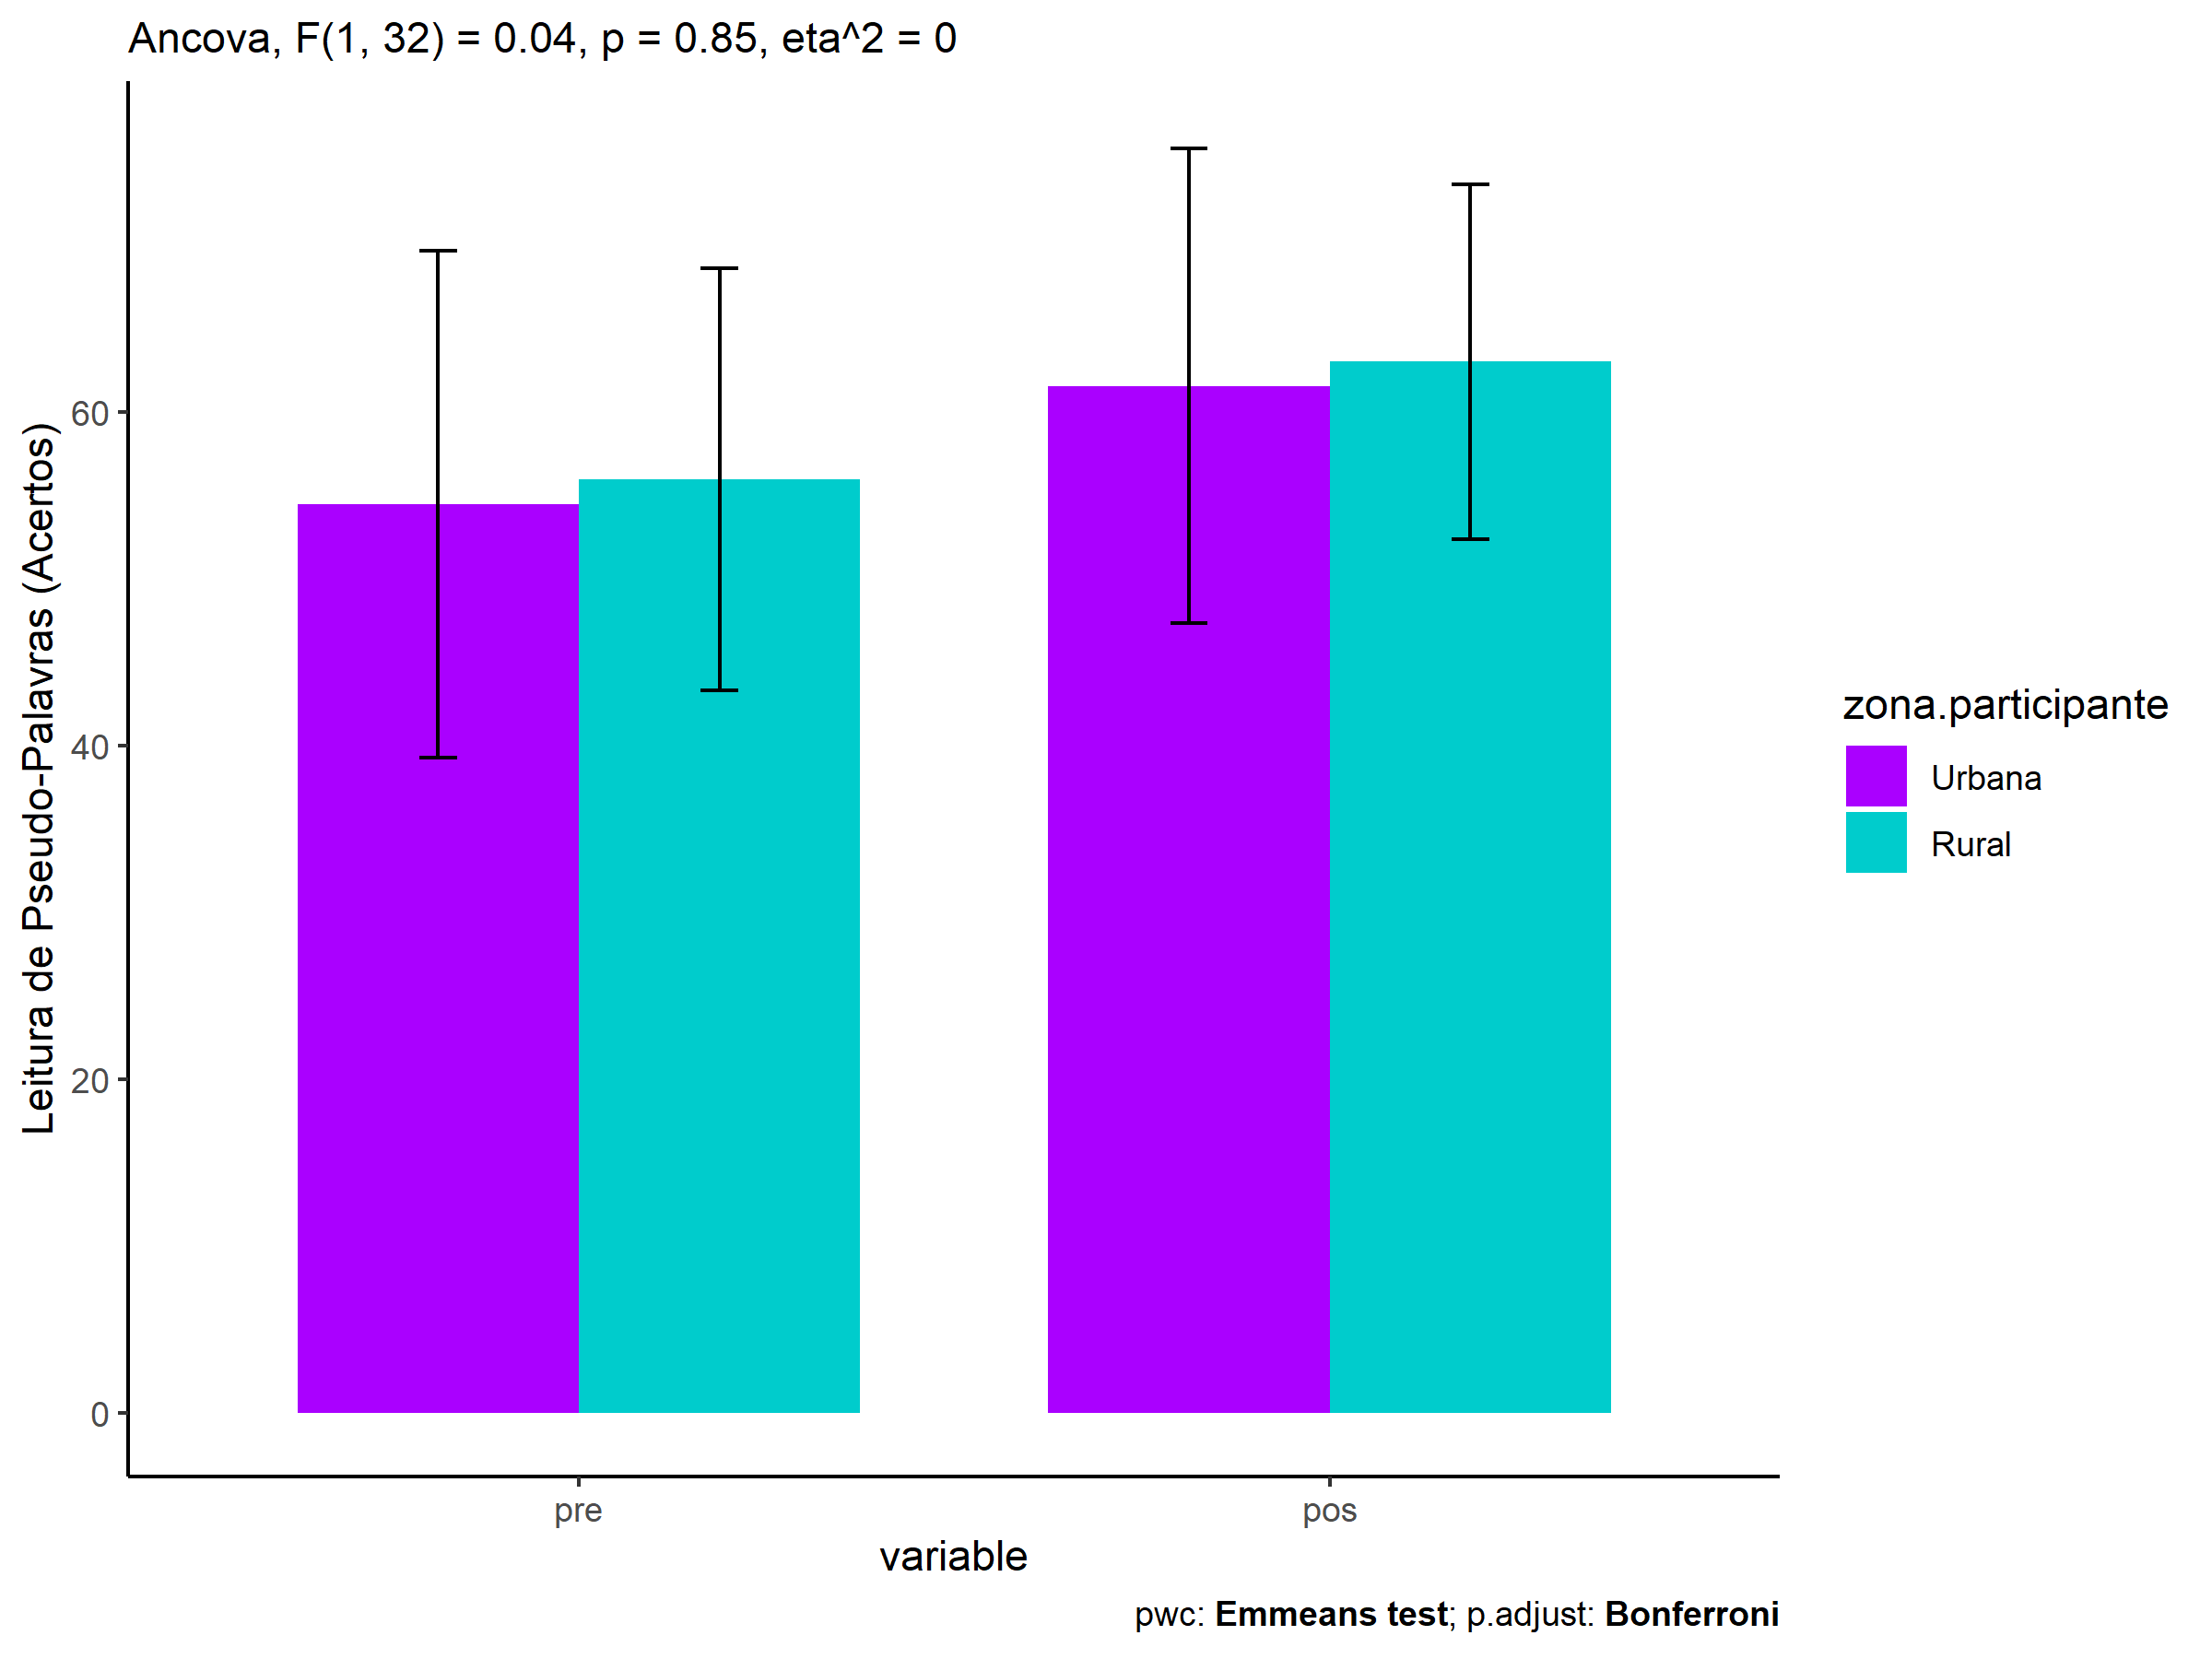 Ancova, F(1, 32) = 0.04, p = 0.85, eta^2 = 0
Leitura de Pseudo-Palavras (Acertos)
60
40
20
0
pre
pos
variable
zona.participante
Urbana
Rural
pwc: Emmeans test; p.adjust: Bonferroni